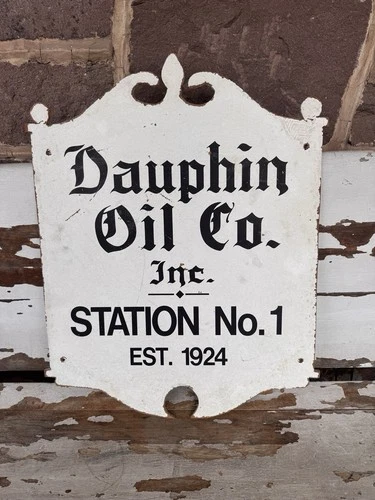 Dauphin
Oil Co.
Inc.
STATION No.1
EST. 1924